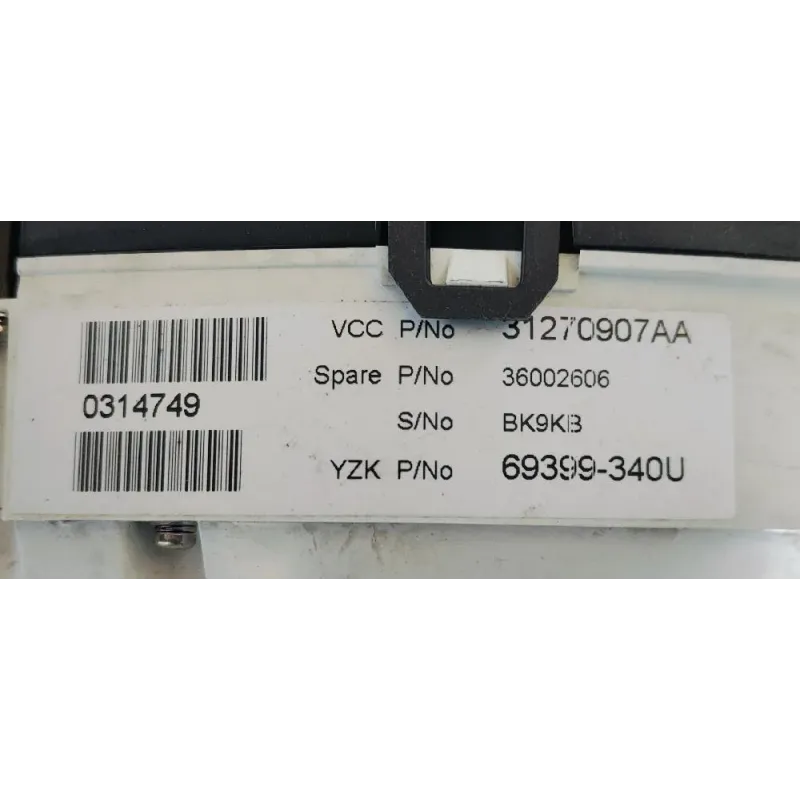 VCC P/No 31270907AA
Spare P/No 36002606
0314749
S/No BK9KB
YZK P/No 69399-340U